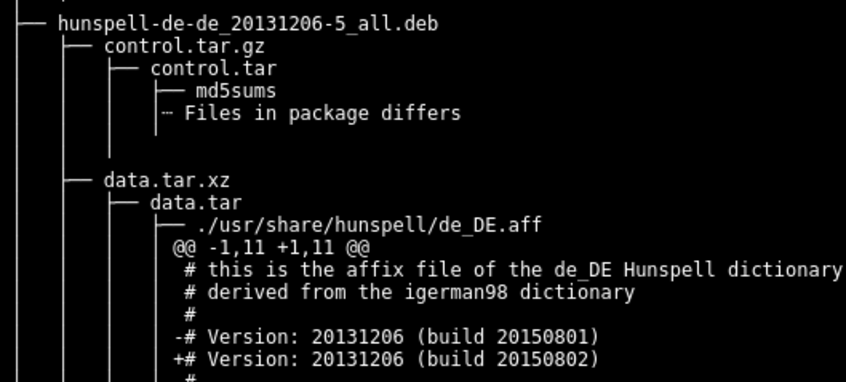 ├── hunspell-de-de_20131206-5_all.deb
├── control.tar.gz
├── control.tar
├── md5sums
┄ Files in package differs
├── data.tar.xz
├── data.tar
├── ./usr/share/hunspell/de_DE.aff
@@ -1,11 +1,11 @@
# this is the affix file of the de_DE Hunspell dictionary
# derived from the igerman98 dictionary
#
-# Version: 20131206 (build 20150801)
+# Version: 20131206 (build 20150802)
#